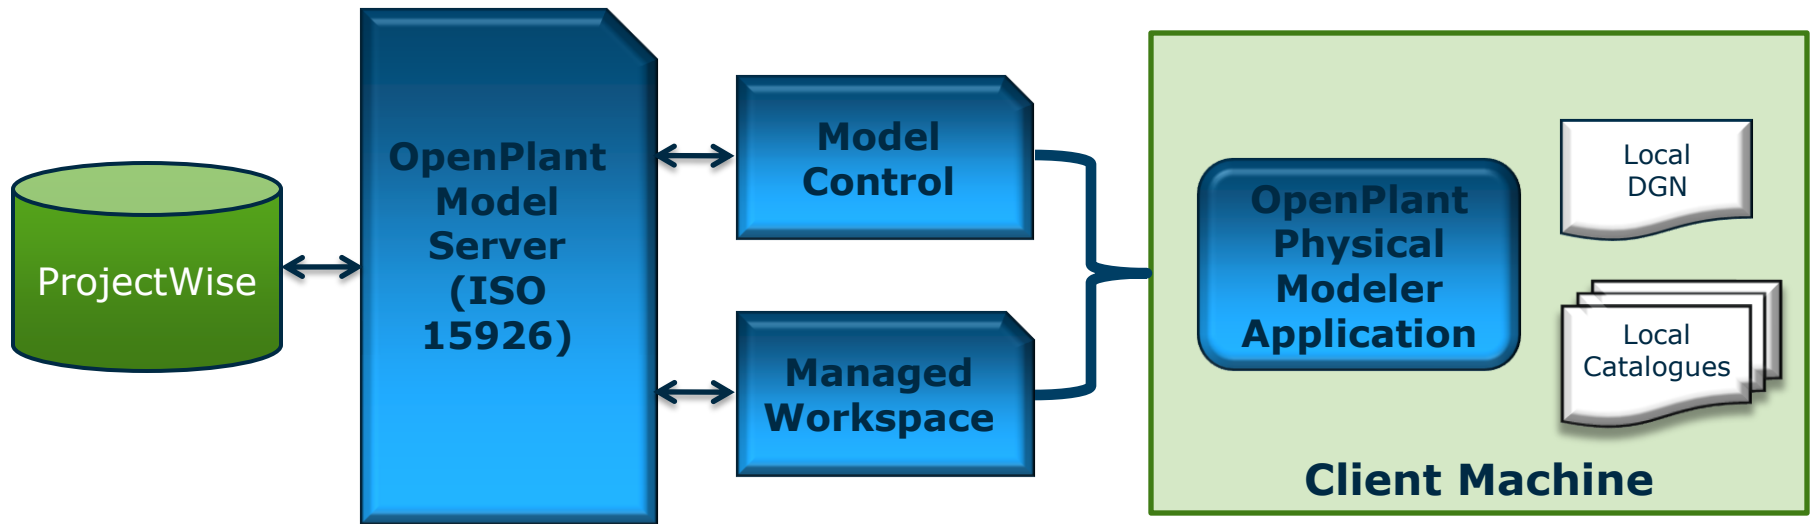 ProjectWise
OpenPlant
Model
Server
(ISO
15926)
Model
Control
Managed
Workspace
OpenPlant
Physical
Modeler
Application
Local
DGN
Local
Catalogues
Client Machine